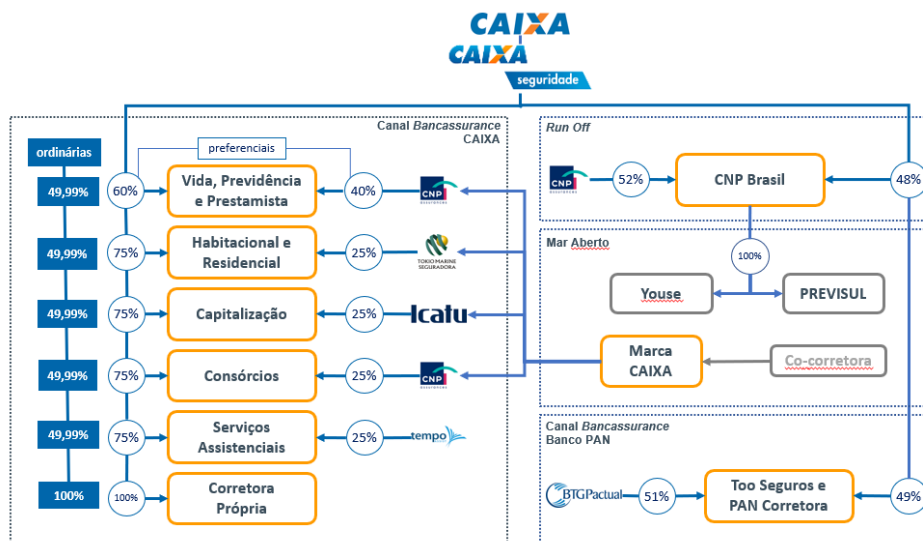 CAIXA
CAIXA
seguridade
Canal Bancassurance
CAIXA
ordinárias
preferenciais
49,99%
60%
Vida, Previdência
e Prestamista
40%
CNP
49,99%
75%
Habitacional e
Residencial
25%
TOKIO MARINE
SEGURADORA
49,99%
75%
Capitalização
25%
Icatu
49,99%
75%
Consórcios
25%
CNP
49,99%
75%
Serviços
Assistenciais
25%
tempo
100%
100%
Corretora
Própria
Run Off
CNP
52%
CNP Brasil
48%
Mar Aberto
100%
Youse
PREVISUL
Marca
CAIXA
Co-corretora
Canal Bancassurance
Banco PAN
BTGPactual
51%
Too Seguros e
PAN Corretora
49%